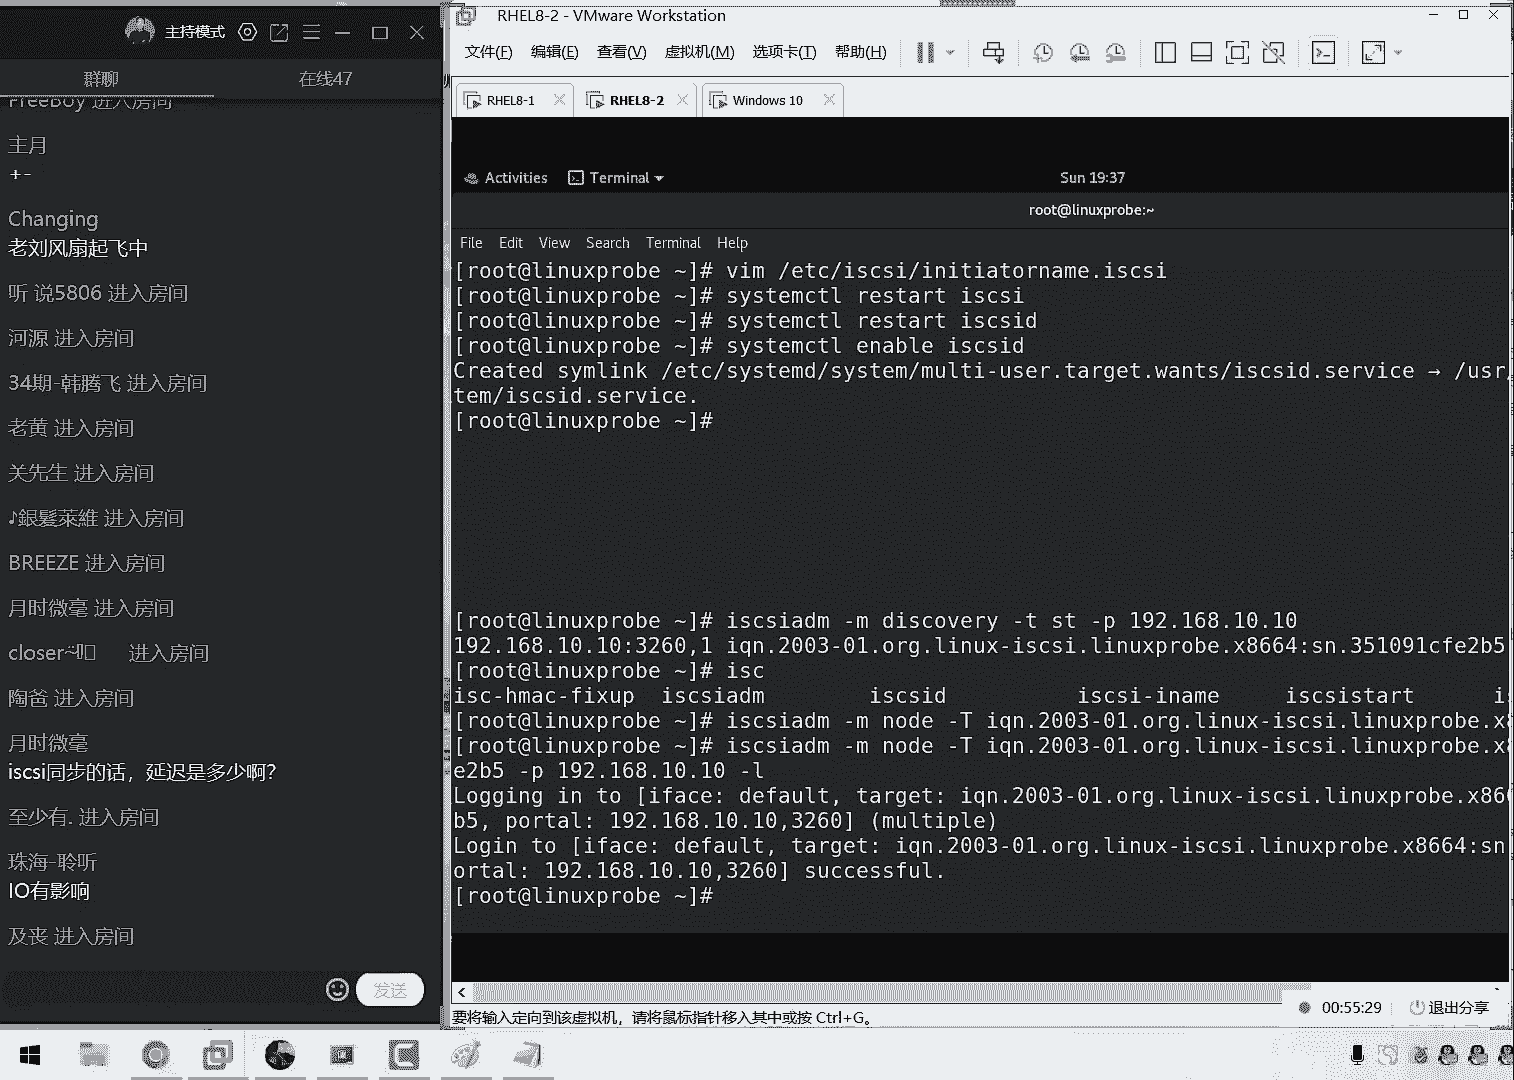 主持模式
群聊
在线47
FreeBoy 进入房间
主月
+-
Changing
老刘风扇起飞中
听 说5806 进入房间
河源 进入房间
34期-韩腾飞 进入房间
老黄 进入房间
关先生 进入房间
♪銀髮萊維 进入房间
BREEZE 进入房间
月时微毫 进入房间
进入房间
陶爸 进入房间
月时微毫
iscsi同步的话，延迟是多少啊？
至少有. 进入房间
珠海-聆听
IO有影响
及丧 进入房间
发送
RHEL8-2 - VMware Workstation
文件(F) 编辑(E) 查看(V) 虚拟机(M) 选项卡(T) 帮助(H)
RHEL8-1
RHEL8-2
Windows 10
Activities
Terminal
Sun 19:37
root@linuxprobe:~
File Edit View Search Terminal Help
[root@linuxprobe ~]# vim /etc/iscsi/initiatorname.iscsi
[root@linuxprobe ~]# systemctl restart iscsi
[root@linuxprobe ~]# systemctl restart iscsid
[root@linuxprobe ~]# systemctl enable iscsid
Created symlink /etc/systemd/system/multi-user.target.wants/iscsid.service → /usr/
tem/iscsid.service.
[root@linuxprobe ~]#
[root@linuxprobe ~]# iscsiadm -m discovery -t st -p 192.168.10.10
192.168.10.10:3260,1 iqn.2003-01.org.linux-iscsi.linuxprobe.x8664:sn.351091cfe2b5
[root@linuxprobe ~]# isc
isc-hmac-fixup iscsiadm iscsid iscsi-iname iscsistart is
[root@linuxprobe ~]# iscsiadm -m node -T iqn.2003-01.org.linux-iscsi.linuxprobe.x8
[root@linuxprobe ~]# iscsiadm -m node -T iqn.2003-01.org.linux-iscsi.linuxprobe.x8
e2b5 -p 192.168.10.10 -l
Logging in to [iface: default, target: iqn.2003-01.org.linux-iscsi.linuxprobe.x866
b5, portal: 192.168.10.10,3260] (multiple)
Login to [iface: default, target: iqn.2003-01.org.linux-iscsi.linuxprobe.x8664:sn
ortal: 192.168.10.10,3260] successful.
[root@linuxprobe ~]#
00:55:29
退出分享
要将输入定向到该虚拟机，请将鼠标指针移入其中或按 Ctrl+G。